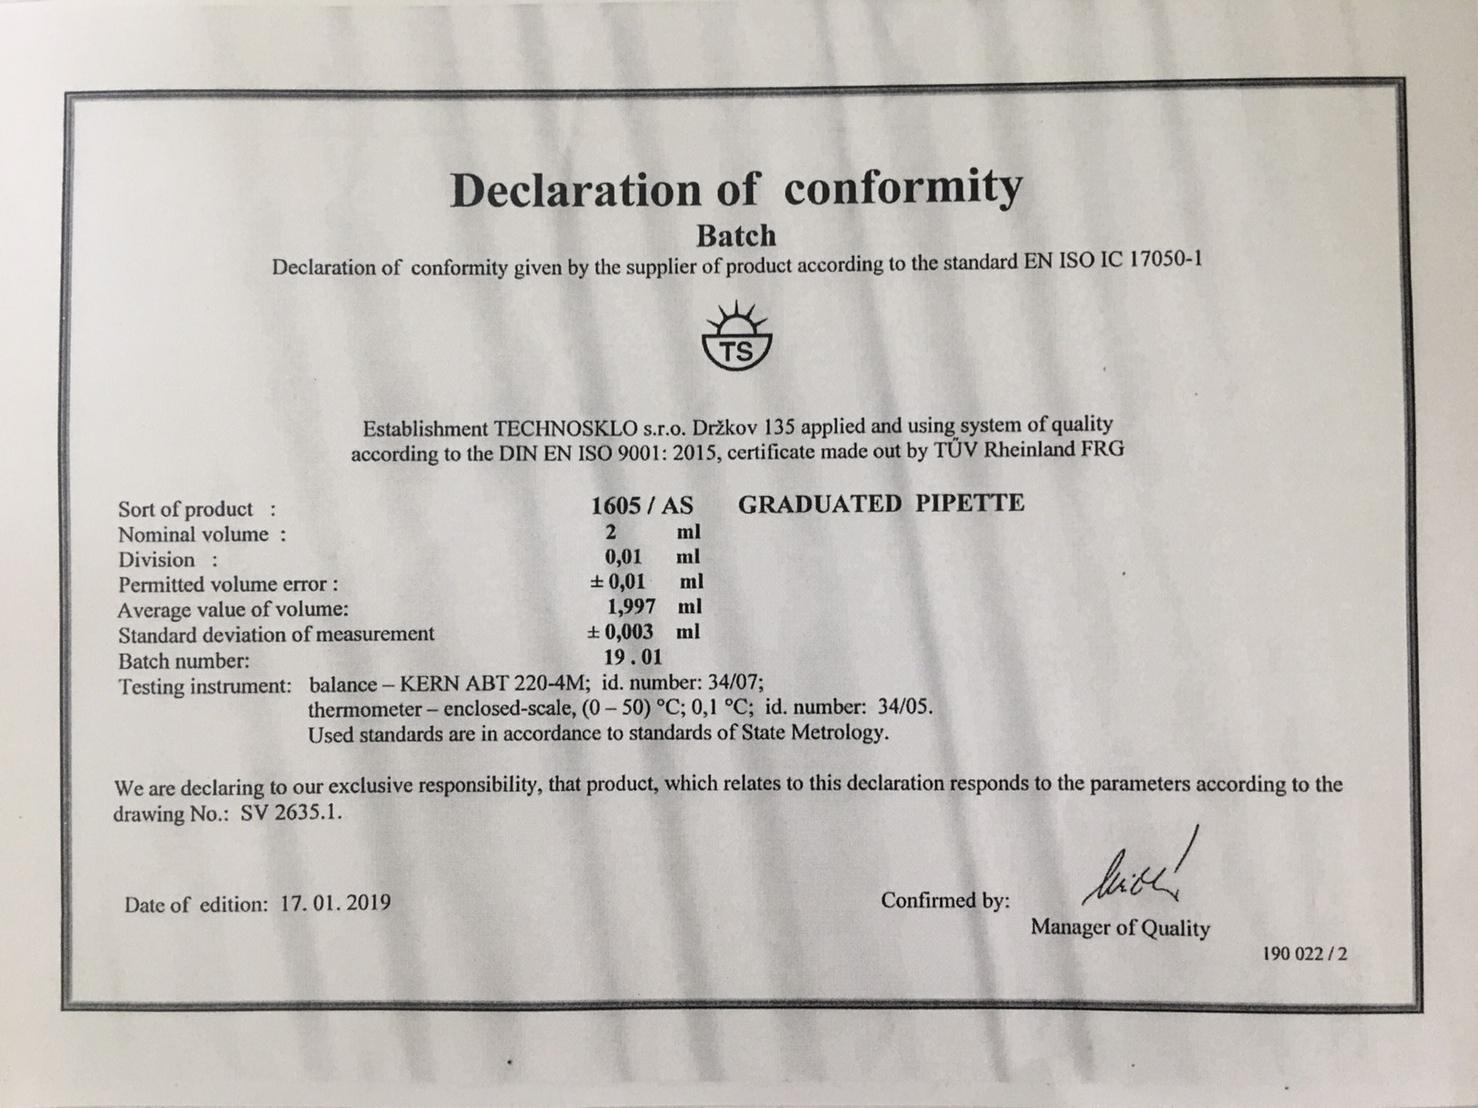 Declaration of conformity
Batch
Declaration of conformity given by the supplier of product according to the standard EN ISO IC 17050-1
TS
Establishment TECHNOSKLO s.r.o. Držkov 135 applied and using system of quality
according to the DIN EN ISO 9001: 2015, certificate made out by TŰV Rheinland FRG
Sort of product : 1605 / AS GRADUATED PIPETTE
Nominal volume : 2 ml
Division : 0,01 ml
Permitted volume error : ± 0,01 ml
Average value of volume: 1,997 ml
Standard deviation of measurement ± 0,003 ml
Batch number: 19 . 01
Testing instrument: balance – KERN ABT 220-4M; id. number: 34/07;
thermometer – enclosed-scale, (0 – 50) °C; 0,1 °C; id. number: 34/05.
Used standards are in accordance to standards of State Metrology.
We are declaring to our exclusive responsibility, that product, which relates to this declaration responds to the parameters according to the
drawing No.: SV 2635.1.
Date of edition: 17. 01. 2019
Confirmed by:
Manager of Quality
190 022 / 2